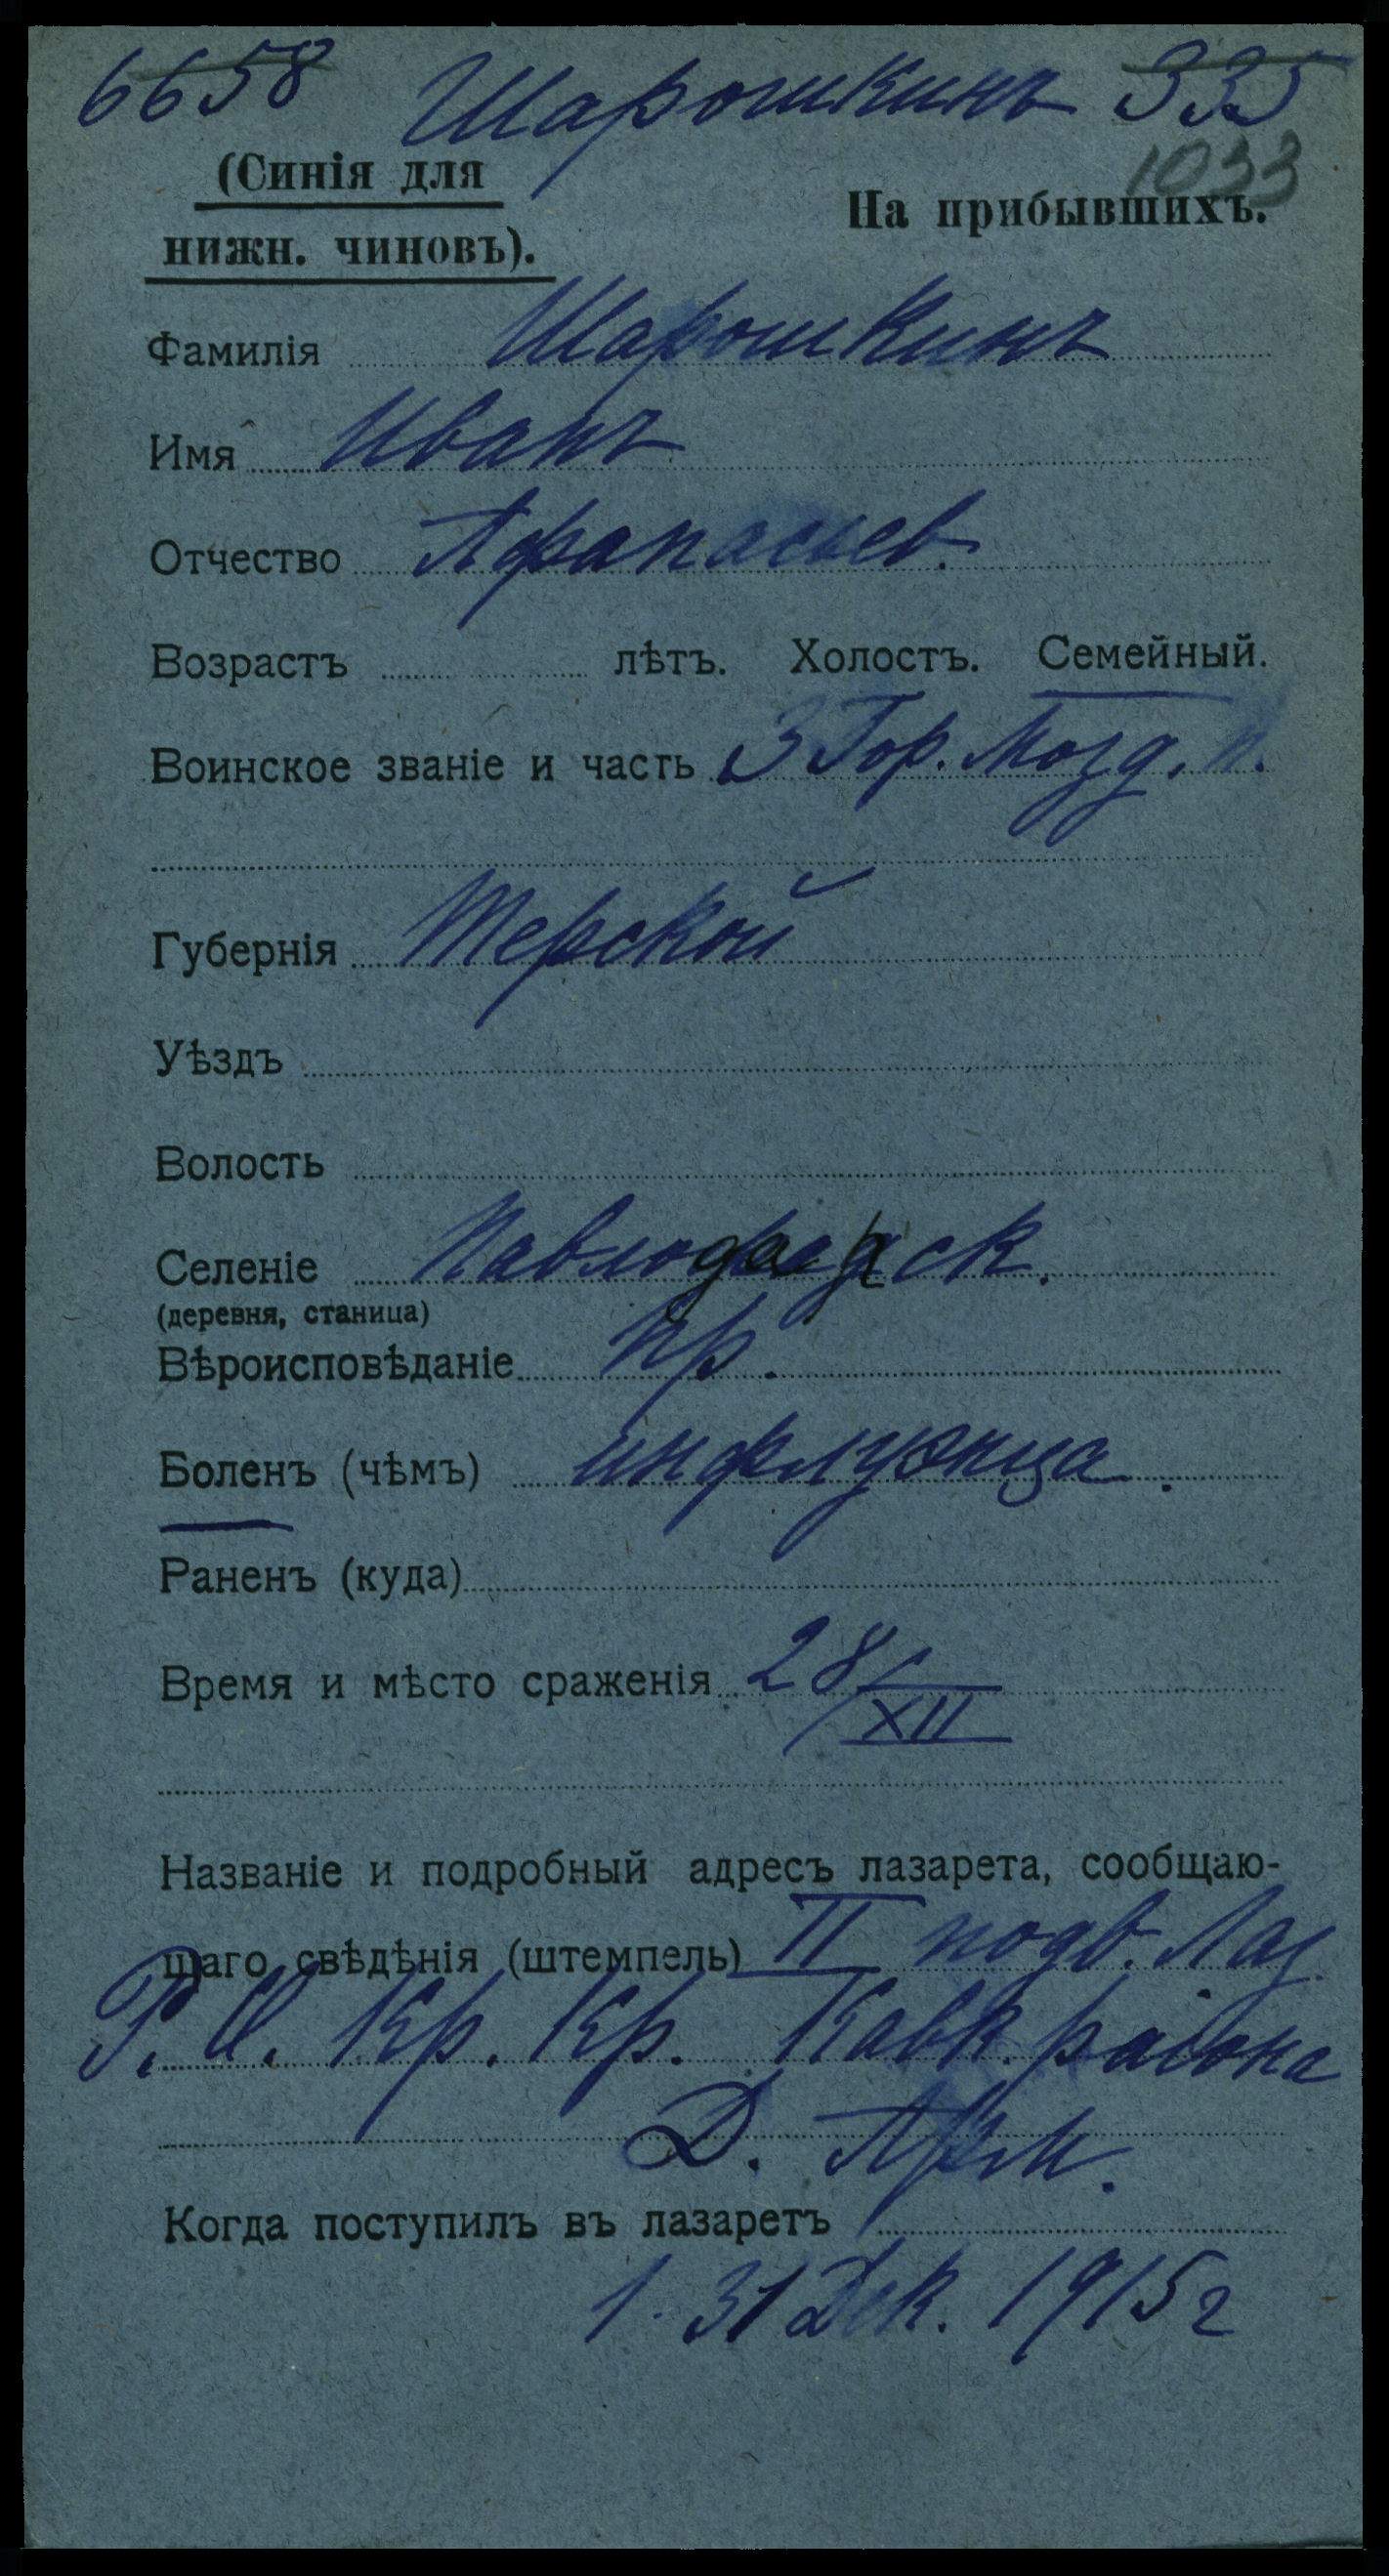 6658 Шарошкинъ 335
1033
(Синія для
нижн. чиновъ).
На прибывшихъ.
Фамилія Шарошкинъ
Имя Иванъ
Отчество Афанасьев.
Возрастъ лѣтъ. Холостъ. Семейный.
Воинское званіе и часть 3 Гор. Мозд. п.
Губернія Терской
Уѣздъ
Волость
Селеніе Павлодарск.
(деревня, станица)
Вѣроисповѣданіе пр.
Боленъ (чѣмъ) инфлуэнца.
Раненъ (куда)
Время и мѣсто сраженія 28/XII
Названіе и подробный адресъ лазарета, сообщаю-
щаго свѣдѣнія (штемпель) II подв. Лаз.
Р. О. Кр. Кр. Кавк. района
Д. Арм.
Когда поступилъ въ лазаретъ
1. 31 Дек. 1915 г